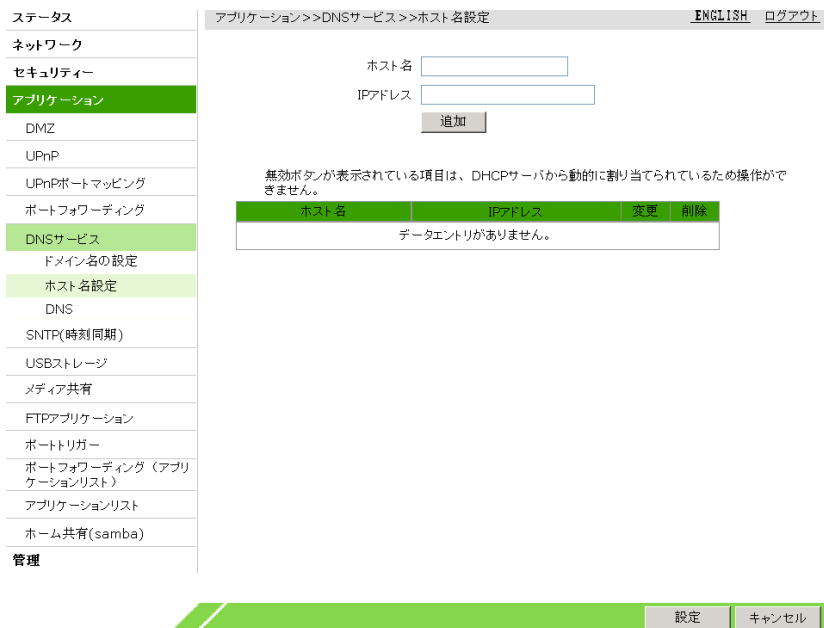 ステータス
ネットワーク
セキュリティー
アプリケーション
DMZ
UPnP
UPnPポートマッピング
ポートフォワーディング
DNSサービス
ドメイン名の設定
ホスト名設定
DNS
SNTP(時刻同期)
USBストレージ
メディア共有
FTPアプリケーション
ポートトリガー
ポートフォワーディング（アプリ
ケーションリスト）
アプリケーションリスト
ホーム共有(samba)
管理
アプリケーション>>DNSサービス>>ホスト名設定 ENGLISH ログアウト
ホスト名
IPアドレス
追加
無効ボタンが表示されている項目は、DHCPサーバから動的に割り当てられているため操作がで
きません。
ホスト名 IPアドレス 変更 削除
データエントリがありません。
設定 キャンセル